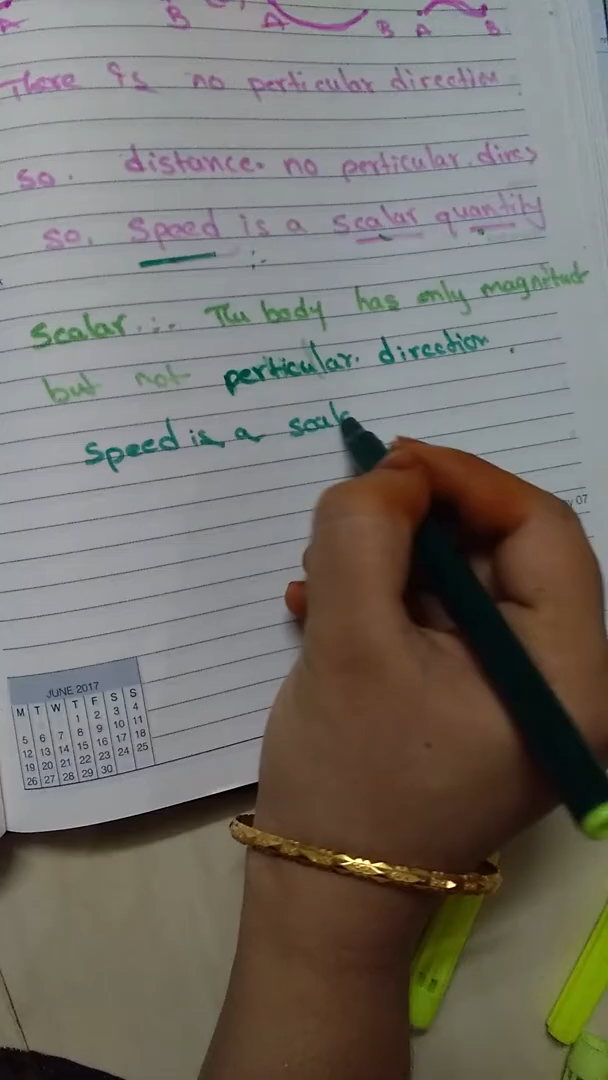 A B A B A B
There is no perticular direction.
so. distance. no perticular. direc>
so, Speed is a scalar quantity
Scalar... The body has only magnitude
but not perticular. direction.
Speed is a scal
07
JUNE 2017
M T W T F S S
1 2 3 4
5 6 7 8 9 10 11
12 13 14 15 16 17 18
19 20 21 22 23 24 25
26 27 28 29 30